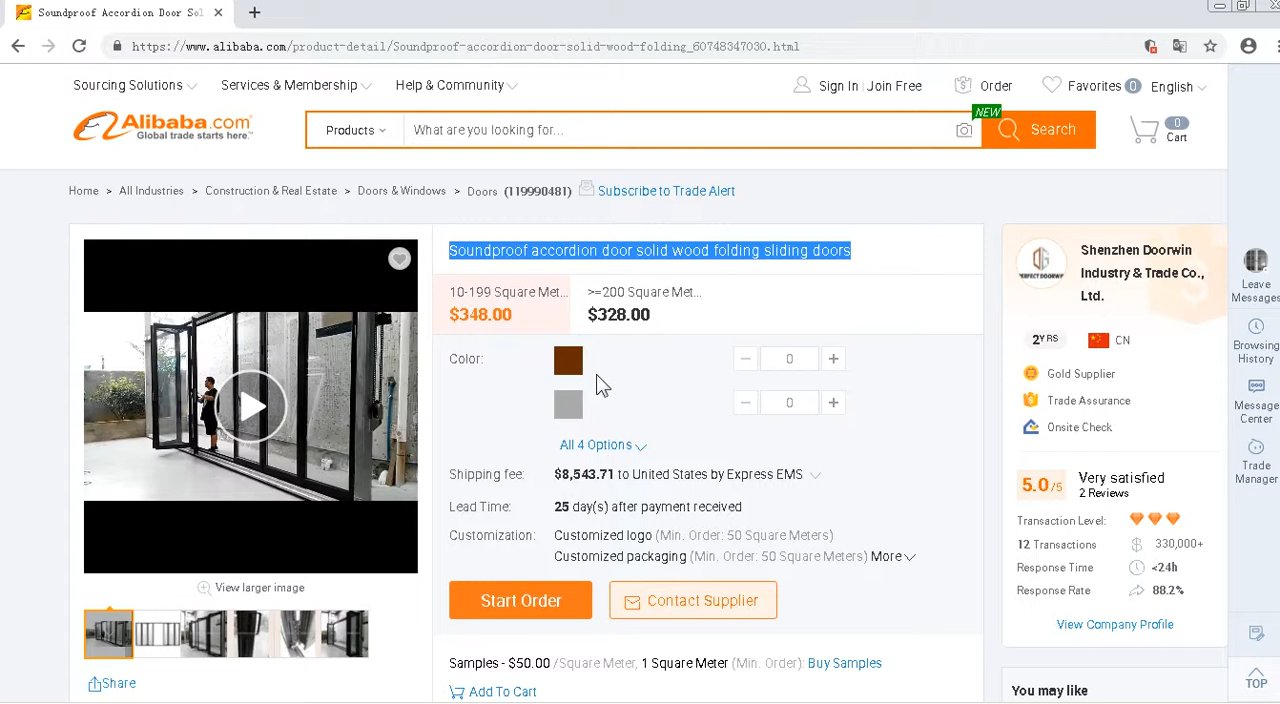 Soundproof Accordion Door Sol
https://www.alibaba.com/product-detail/Soundproof-accordion-door-solid-wood-folding_60748347030.html
Sourcing Solutions Services & Membership Help & Community Sign In Join Free Order Favorites 0 English
Alibaba.com
Global trade starts here.™
Products What are you looking for... NEW Search 0 Cart
Home > All Industries > Construction & Real Estate > Doors & Windows > Doors (119990481) Subscribe to Trade Alert
Soundproof accordion door solid wood folding sliding doors
10-199 Square Met... >=200 Square Met...
$348.00 $328.00
Color: 0
0
All 4 Options
Shipping fee: $8,543.71 to United States by Express EMS
Lead Time: 25 day(s) after payment received
Customization: Customized logo (Min. Order: 50 Square Meters)
Customized packaging (Min. Order: 50 Square Meters) More
Start Order Contact Supplier
Samples - $50.00 /Square Meter, 1 Square Meter (Min. Order): Buy Samples
Add To Cart
View larger image
Share
PERFECT DOORWIN
Shenzhen Doorwin
Industry & Trade Co.,
Ltd.
2 YRS CN
Gold Supplier
Trade Assurance
Onsite Check
5.0 /5 Very satisfied
2 Reviews
Transaction Level:
12 Transactions 330,000+
Response Time <24h
Response Rate 88.2%
View Company Profile
You may like
Leave
Messages
Browsing
History
Message
Center
Trade
Manager
TOP